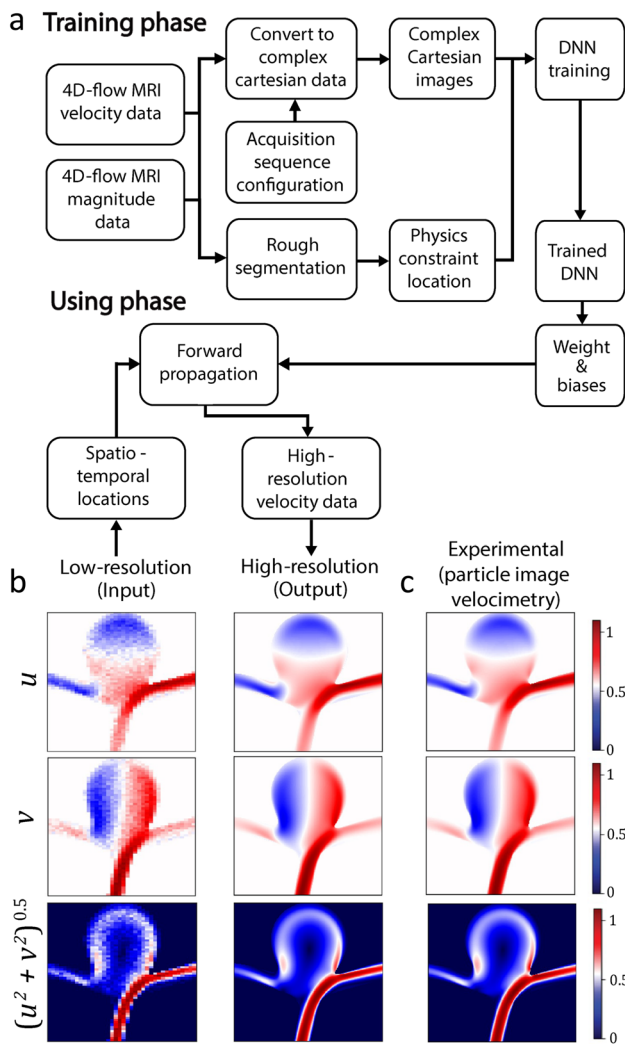 a
Training phase
4D-flow MRI
velocity data
4D-flow MRI
magnitude
data
Convert to
complex
cartesian data
Acquisition
sequence
configuration
Rough
segmentation
Complex
Cartesian
images
Physics
constraint
location
DNN
training
Trained
DNN
Weight
&
biases
Using phase
Forward
propagation
Spatio -
temporal
locations
High-
resolution
velocity data
b
Low-resolution
(Input)
High-resolution
(Output)
c
Experimental
(particle image
velocimetry)
u
1
0.5
0
v
1
0.5
0
(u² + v²)^0.5
1
0.5
0